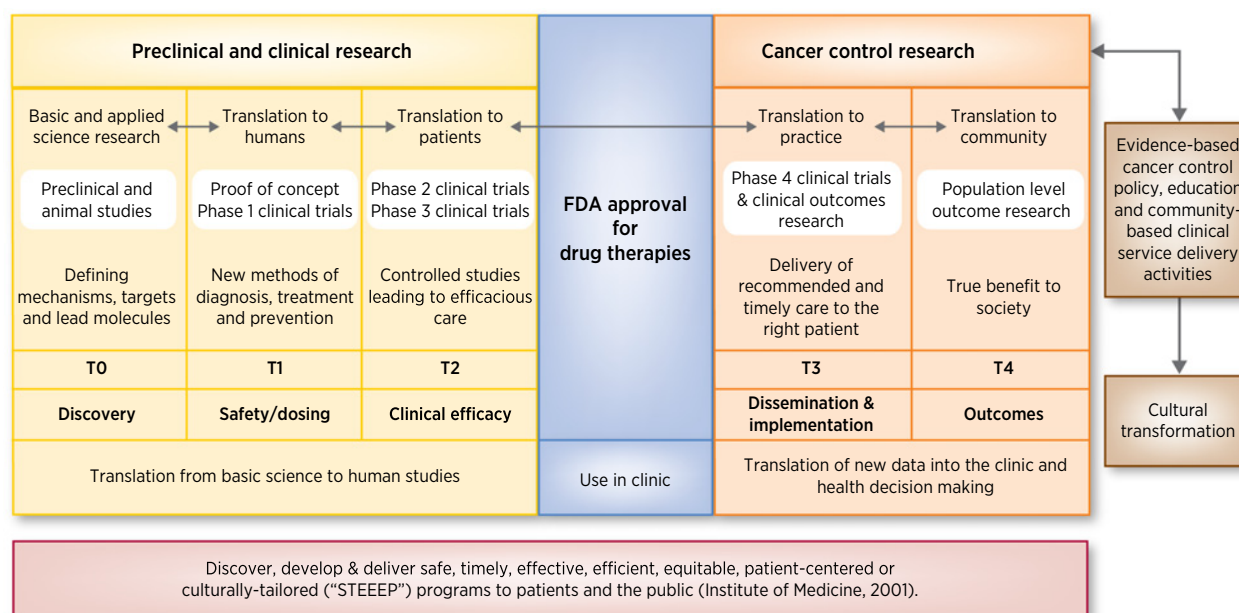 Preclinical and clinical research
Basic and applied
science research
Translation to
humans
Translation to
patients
Preclinical and
animal studies
Proof of concept
Phase 1 clinical trials
Phase 2 clinical trials
Phase 3 clinical trials
Defining
mechanisms, targets
and lead molecules
New methods of
diagnosis, treatment
and prevention
Controlled studies
leading to efficacious
care
T0
T1
T2
Discovery
Safety/dosing
Clinical efficacy
Translation from basic science to human studies
FDA approval
for
drug therapies
Use in clinic
Cancer control research
Translation to
practice
Translation to
community
Phase 4 clinical trials
& clinical outcomes
research
Population level
outcome research
Delivery of
recommended and
timely care to the
right patient
True benefit to
society
T3
T4
Dissemination &
implementation
Outcomes
Translation of new data into the clinic and
health decision making
Evidence-based
cancer control
policy, education
and community-
based clinical
service delivery
activities
Cultural
transformation
Discover, develop & deliver safe, timely, effective, efficient, equitable, patient-centered or
culturally-tailored (“STEEEP”) programs to patients and the public (Institute of Medicine, 2001).